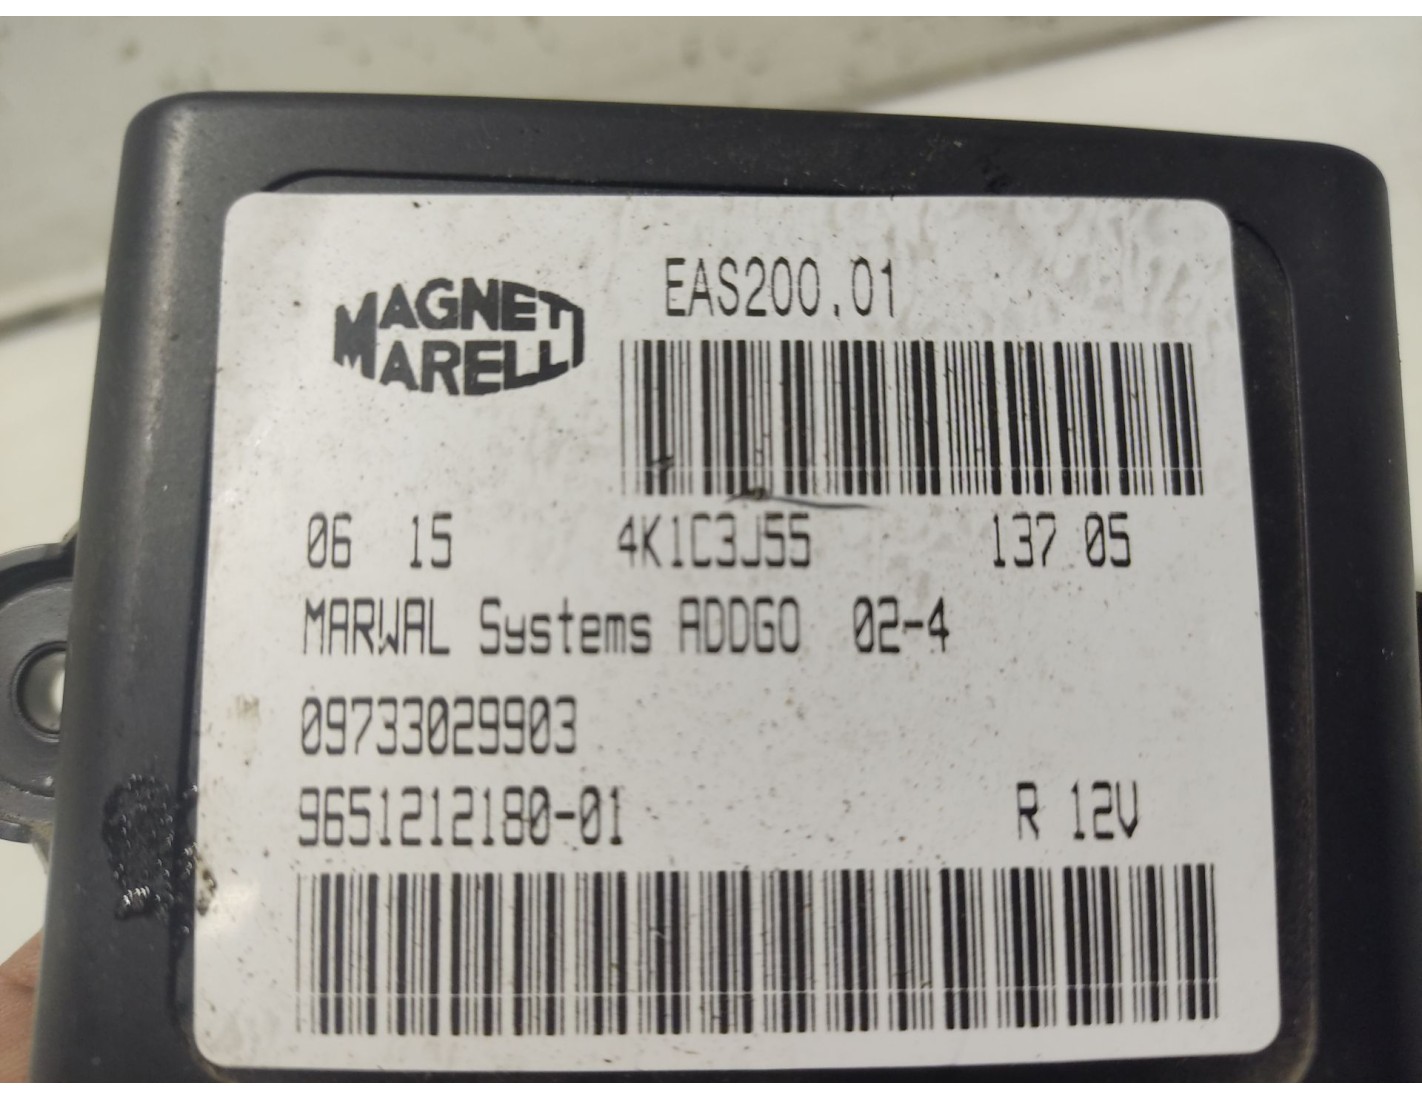 MAGNETI
MARELLI
EAS200.01
06 15 4K1C3J55 137 05
MARWAL Systems ADDGO 02-4
09733029903
9651212180-01 R 12V